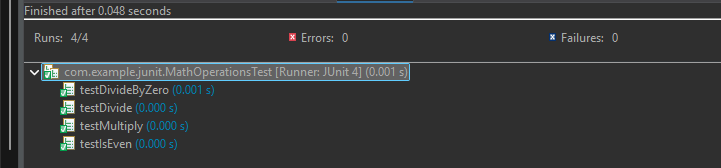 Finished after 0.048 seconds
Runs: 4/4 Errors: 0 Failures: 0
com.example.junit.MathOperationsTest [Runner: JUnit 4] (0.001 s)
testDivideByZero (0.001 s)
testDivide (0.000 s)
testMultiply (0.000 s)
testIsEven (0.000 s)